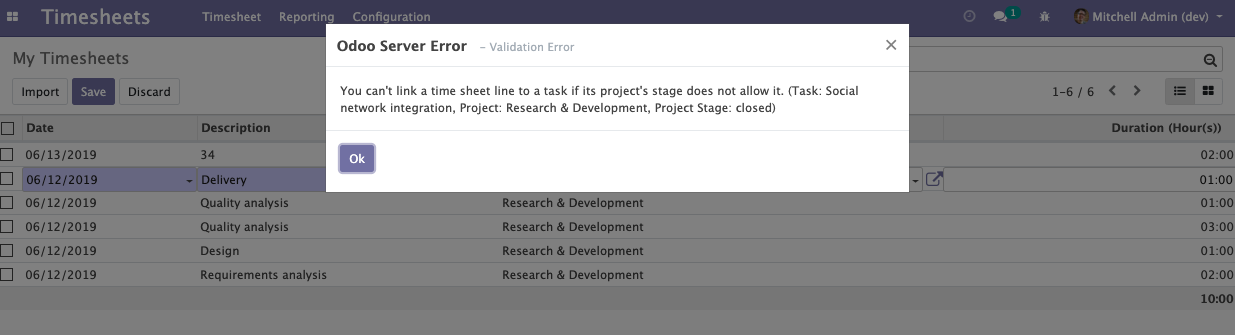 Timesheets Timesheet Reporting Configuration 1 Mitchell Admin (dev)
Odoo Server Error – Validation Error ×
My Timesheets
You can't link a time sheet line to a task if its project's stage does not allow it. (Task: Social
network integration, Project: Research & Development, Project Stage: closed)
Import Save Discard 1-6 / 6
Date Description Duration (Hour(s))
Ok
06/13/2019 34 02:00
06/12/2019 Delivery 01:00
06/12/2019 Quality analysis Research & Development 01:00
06/12/2019 Quality analysis Research & Development 03:00
06/12/2019 Design Research & Development 01:00
06/12/2019 Requirements analysis Research & Development 02:00
10:00